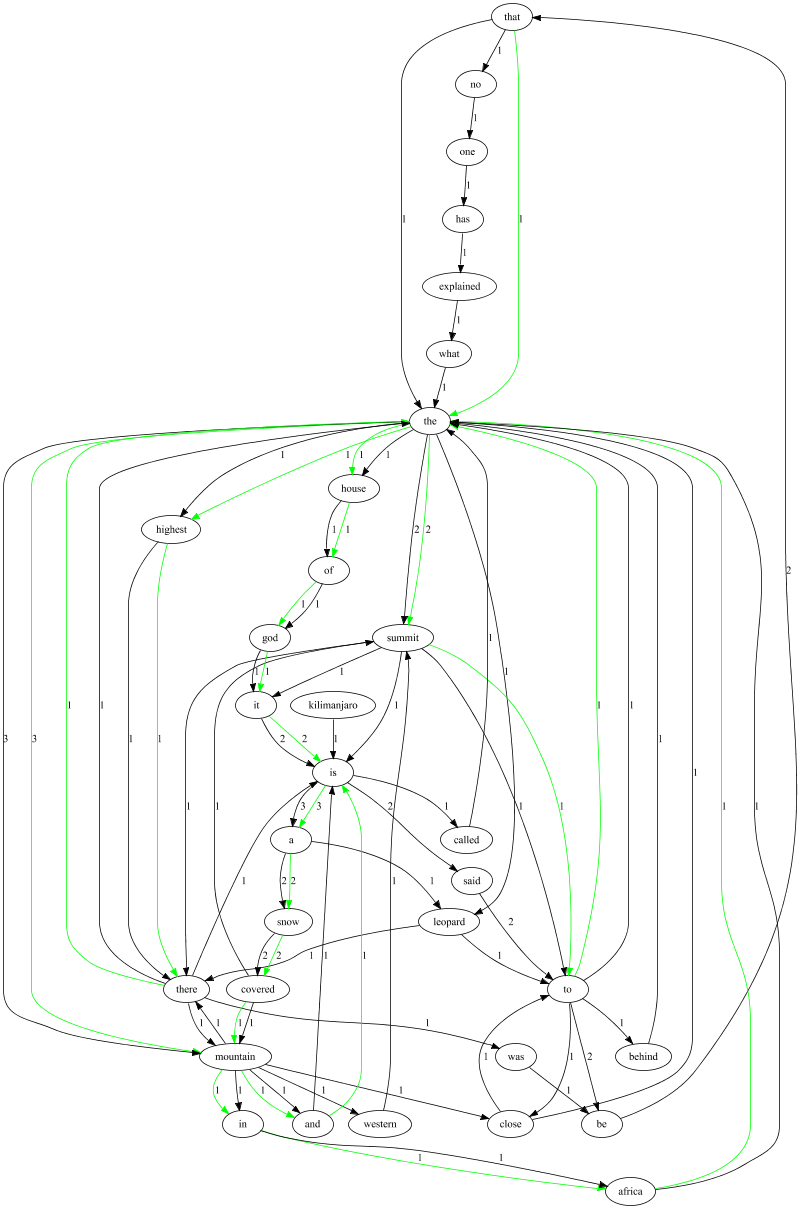 that
1
no
1
one
1
has
1 1 1
explained
1
what
1
the
1 1 1 1
house
highest
1 1 2 2
of
1 1
god
summit
1 1 1 1
it
kilimanjaro
1 1 1 1 1
3 3 1 1 2 2 1 1 1 1
is
2
3 3 1 2 1
a
called
1 1 1 1
2 2 1 1
said
snow
leopard
2
2 2 1 1 1 1
there
covered
to
1 1 1 1 1 1
mountain
was
1 1 2
behind
1 1 1 1 1 1 1
in
and
western
close
be
1 1
africa